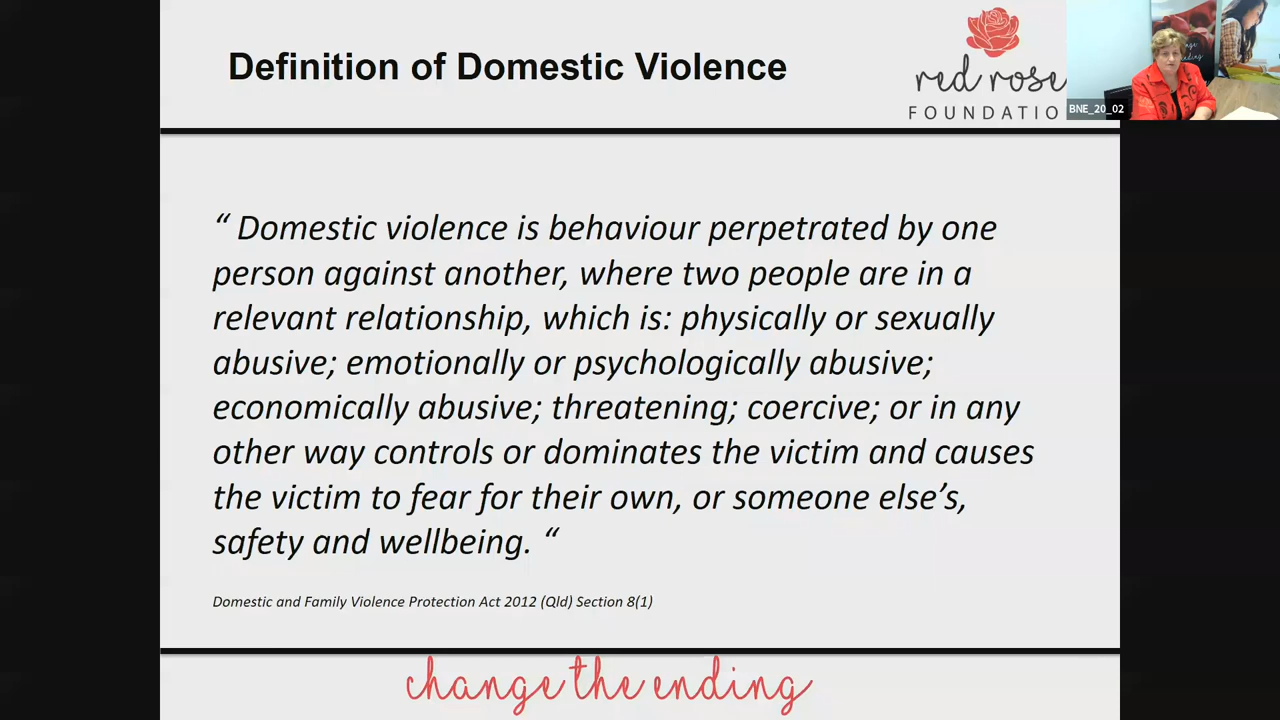 Definition of Domestic Violence
red rose
FOUNDATIO
BNE_20_02
“ Domestic violence is behaviour perpetrated by one
person against another, where two people are in a
relevant relationship, which is: physically or sexually
abusive; emotionally or psychologically abusive;
economically abusive; threatening; coercive; or in any
other way controls or dominates the victim and causes
the victim to fear for their own, or someone else’s,
safety and wellbeing. “
Domestic and Family Violence Protection Act 2012 (Qld) Section 8(1)
change the ending